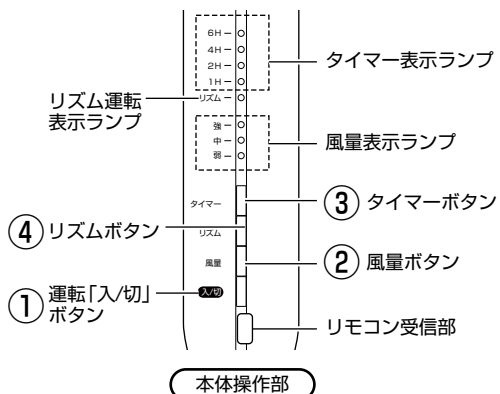 6H
4H
2H
1H
リズム
強
中
弱
タイマー
リズム
風量
入/切
タイマー表示ランプ
リズム運転
表示ランプ
風量表示ランプ
③ タイマーボタン
④ リズムボタン
② 風量ボタン
① 運転「入/切」
ボタン
リモコン受信部
本体操作部